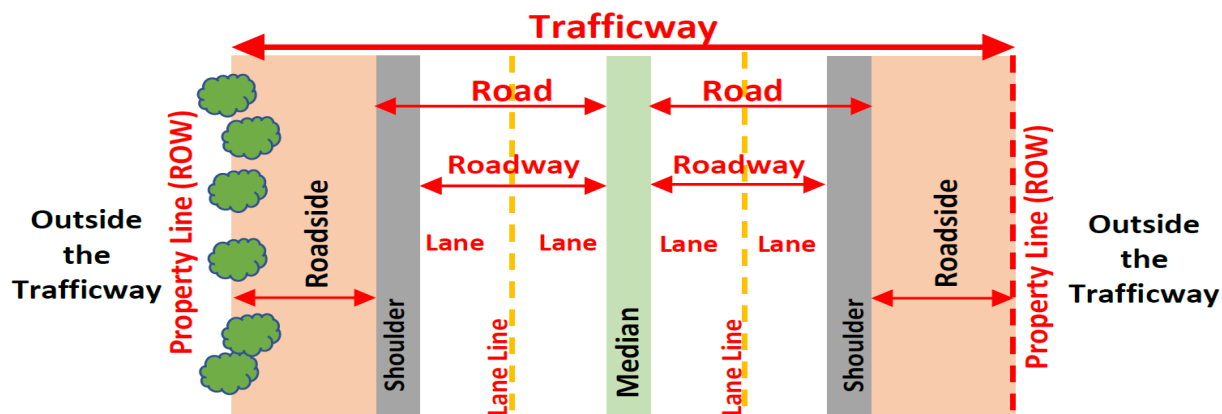 Trafficway
Road
Road
Roadway
Roadway
Outside
the
Trafficway
Property Line (ROW)
Roadside
Shoulder
Lane
Lane
Lane Line
Median
Lane
Lane
Lane Line
Shoulder
Roadside
Property Line (ROW)
Outside
the
Trafficway